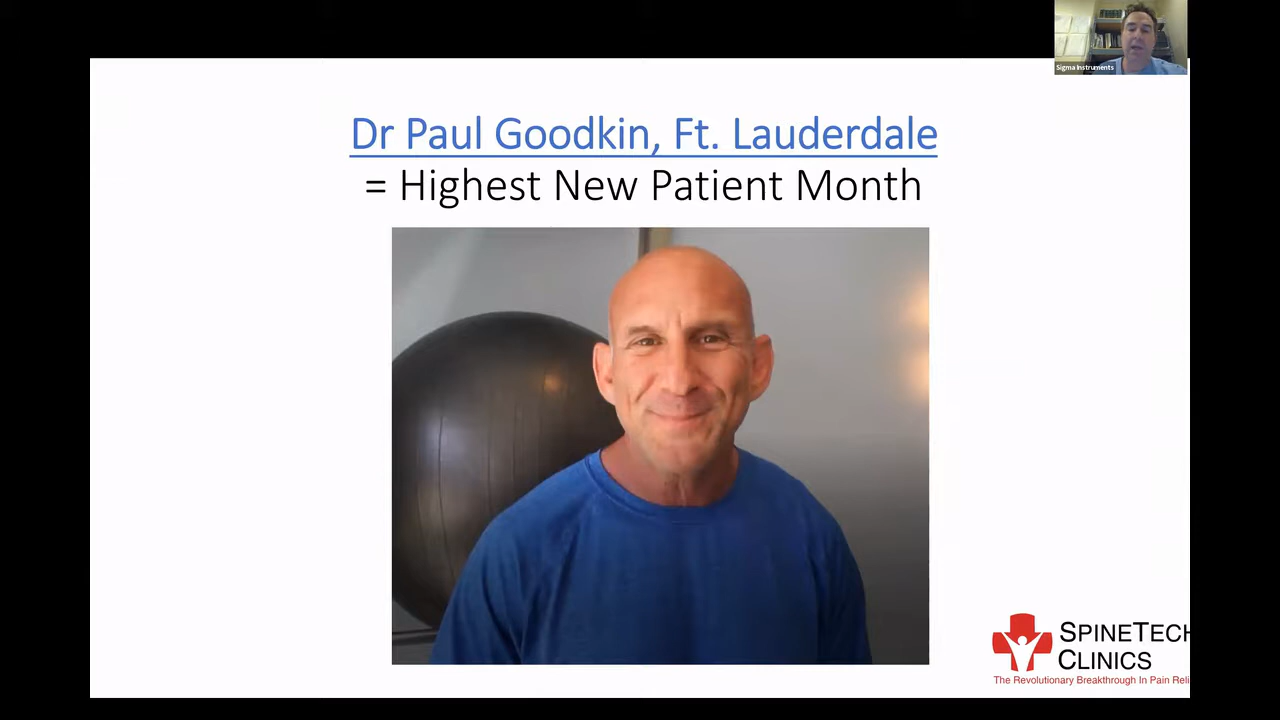 Sigma Instruments
Dr Paul Goodkin, Ft. Lauderdale
= Highest New Patient Month
SPINETECH
CLINICS
The Revolutionary Breakthrough In Pain Reli